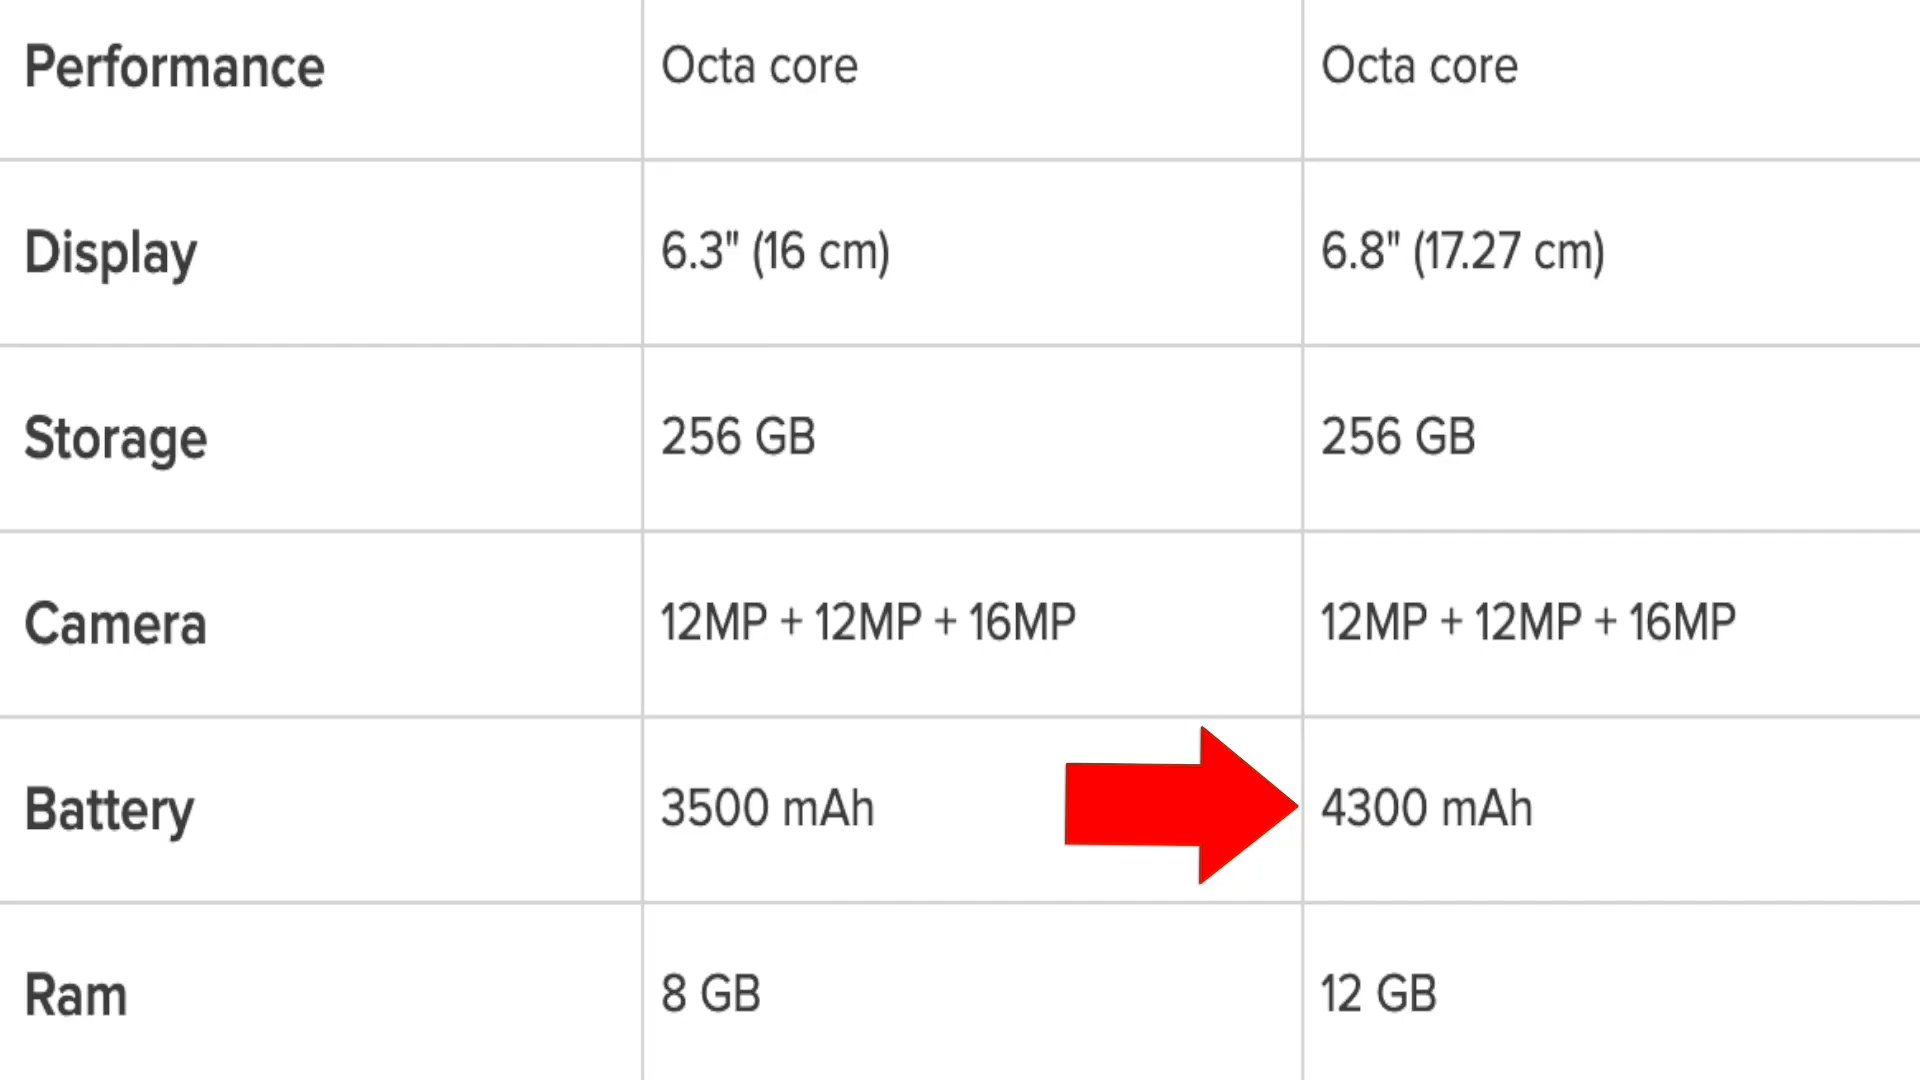 Performance Octa core Octa core
Display 6.3" (16 cm) 6.8" (17.27 cm)
Storage 256 GB 256 GB
Camera 12MP + 12MP + 16MP 12MP + 12MP + 16MP
Battery 3500 mAh 4300 mAh
Ram 8 GB 12 GB